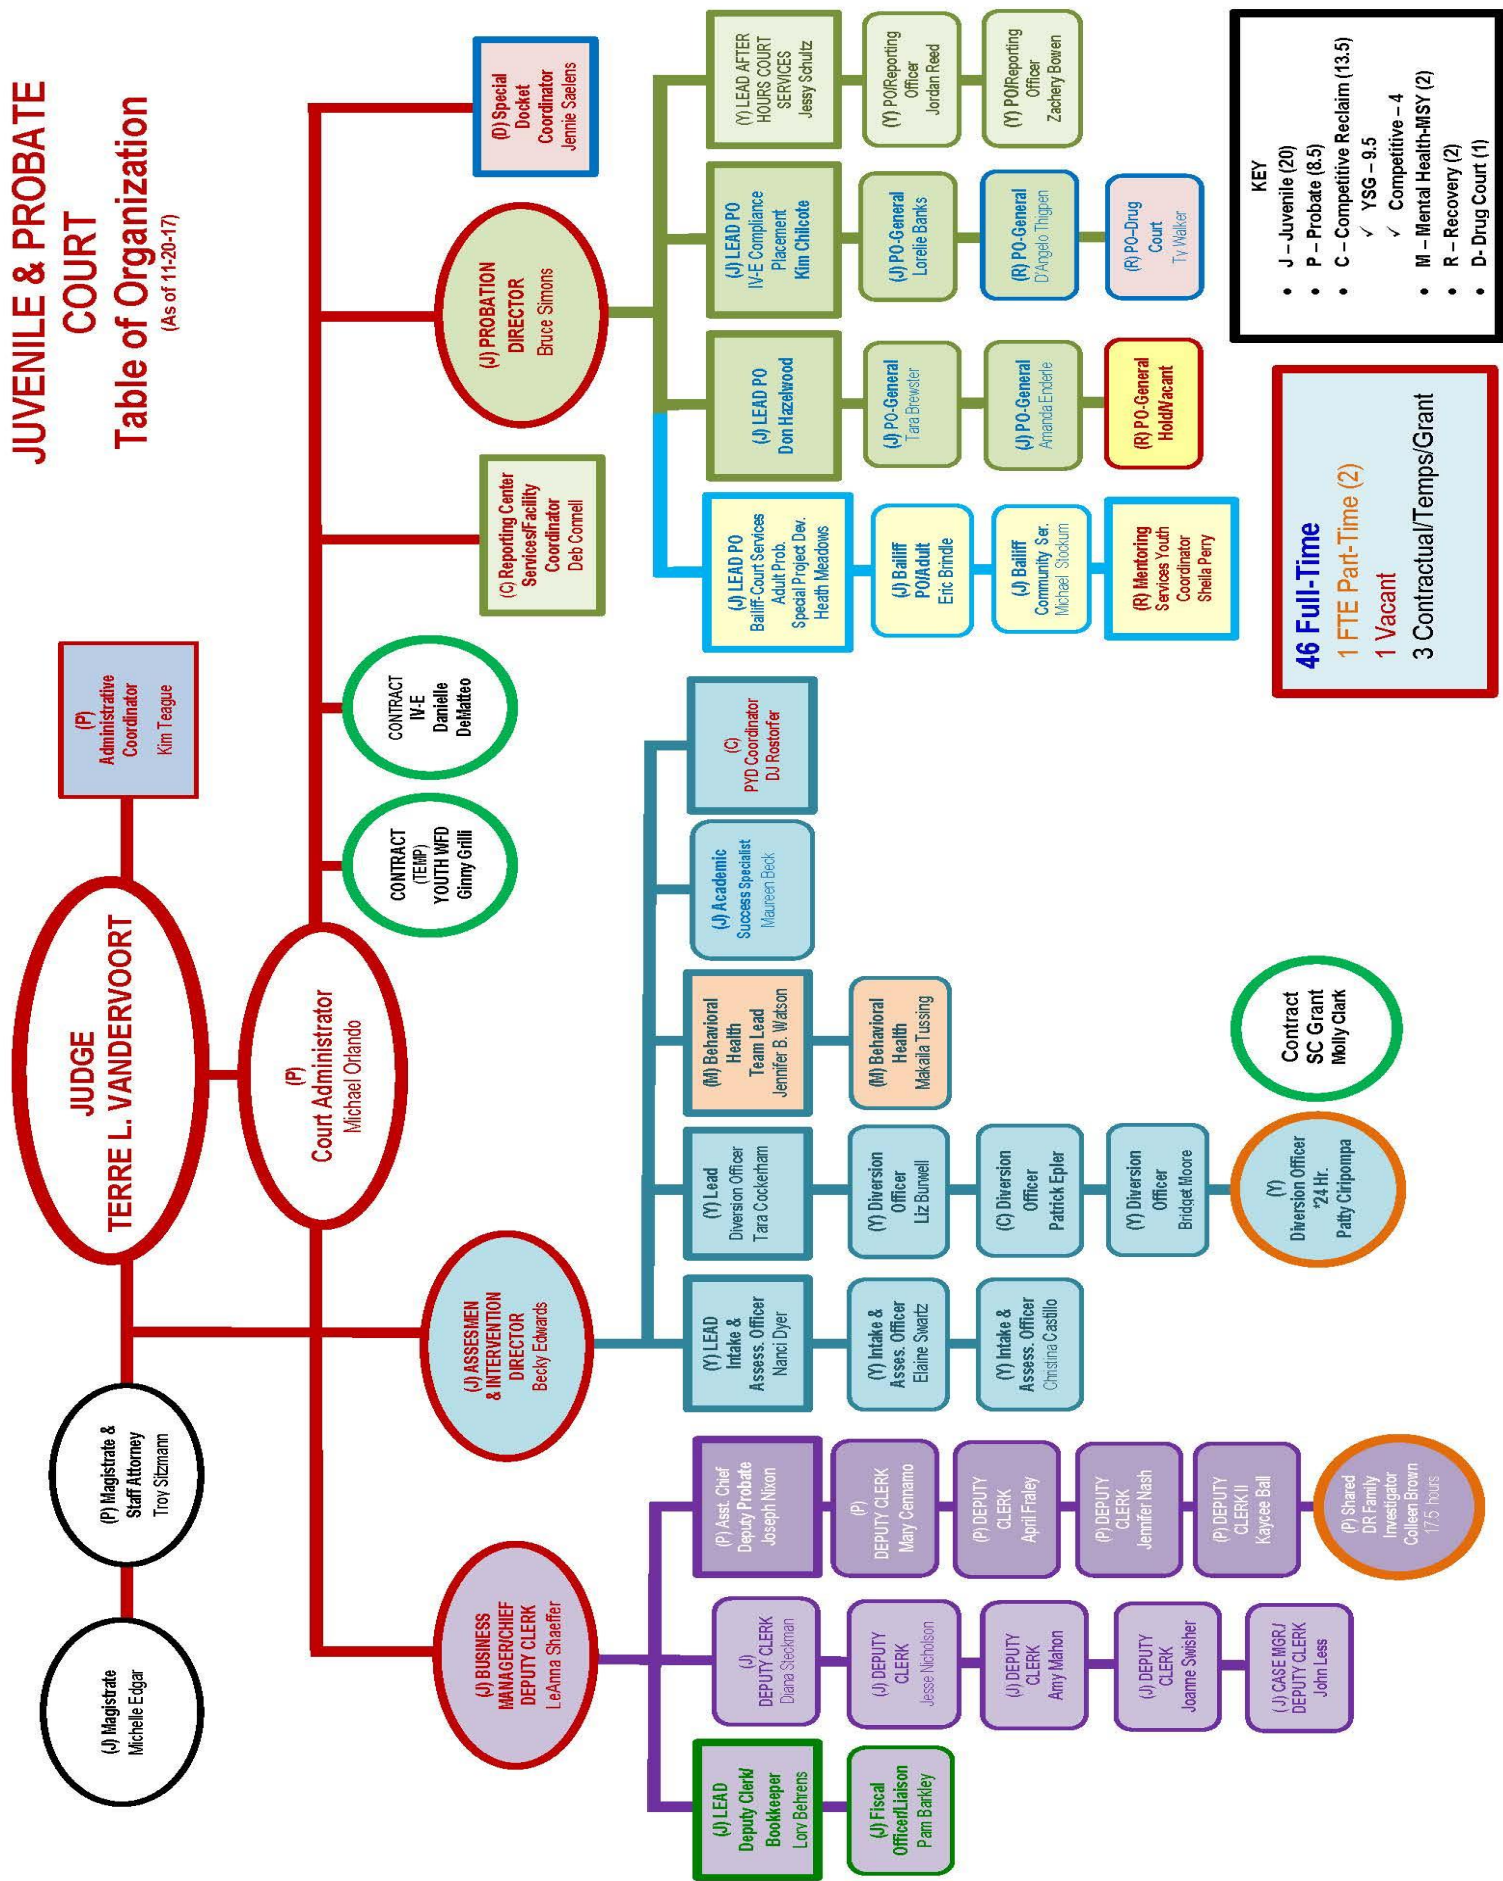 JUVENILE & PROBATE
COURT
Table of Organization
(As of 11-20-17)
JUDGE
TERRE L. VANDERVOORT
(P)
Administrative
Coordinator
Kim Teague
(J) Magistrate
Michelle Edgar
(P) Magistrate &
Staff Attorney
Troy Sitzmann
(P)
Court Administrator
Michael Orlando
(J) BUSINESS
MANAGER/CHIEF
DEPUTY CLERK
LeAnna Shaeffer
(J) ASSESMEN
& INTERVENTION
DIRECTOR
Becky Edwards
CONTRACT
(TEMP)
YOUTH WFD
Ginny Grilli
CONTRACT
IV-E
Danielle
DeMatteo
(C) Reporting Center
Services/Facility
Coordinator
Deb Connell
(J) PROBATION
DIRECTOR
Bruce Simons
(D) Special
Docket
Coordinator
Jennie Saelens
(J) LEAD
Deputy Clerk/
Bookkeeper
Lory Behrens
(J) Fiscal
Officer/Liaison
Pam Barkley
(J)
DEPUTY CLERK
Diana Steckman
(J) DEPUTY
CLERK
Jesse Nicholson
(J) DEPUTY
CLERK
Amy Mahon
(J) DEPUTY
CLERK
Joanne Swisher
(J) CASE MGR./
DEPUTY CLERK
John Less
(P) Asst. Chief
Deputy Probate
Joseph Nixon
(P)
DEPUTY CLERK
Mary Cennamo
(P) DEPUTY
CLERK
April Fraley
(P) DEPUTY
CLERK
Jennifer Nash
(P) DEPUTY
CLERK II
Kaycee Ball
(P) Shared
DR Family
Investigator
Colleen Brown
17.5 hours
(Y) LEAD
Intake &
Assess. Officer
Nanci Dyer
(Y) Intake &
Asses. Officer
Elaine Swartz
(Y) Intake &
Assess. Officer
Christina Castillo
(Y) Lead
Diversion Officer
Tara Cockerham
(Y) Diversion
Officer
Liz Burwell
(C) Diversion
Officer
Patrick Epler
(Y) Diversion
Officer
Bridget Moore
(Y)
Diversion Officer
*24 Hr.
Patty Ciripompa
(M) Behavioral
Health
Team Lead
Jennifer B. Watson
(M) Behavioral
Health
Makaila Tussing
Contract
SC Grant
Molly Clark
(J) Academic
Success Specialist
Maureen Beck
(C)
PYD Coordinator
DJ Rostorfer
(J) LEAD PO
Bailiff-Court Services
Adult Prob.
Special Project Dev.
Heath Meadows
(J) Bailiff
PO/Adult
Eric Brindle
(J) Bailiff
Community Ser.
Michael Stockum
(R) Mentoring
Services Youth
Coordinator
Sheila Perry
(J) LEAD PO
Don Hazelwood
(J) PO-General
Tara Brewster
(J) PO-General
Amanda Enderle
(R) PO-General
Hold/Vacant
(J) LEAD PO
IV-E Compliance
Placement
Kim Chilcote
(J) PO-General
Lorelie Banks
(R) PO-General
D'Angelo Thigpen
(R) PO–Drug
Court
Ty Walker
(Y) LEAD AFTER
HOURS COURT
SERVICES
Jessy Schultz
(Y) PO/Reporting
Officer
Jordan Reed
(Y) PO/Reporting
Officer
Zachery Bowen
46 Full-Time
1 FTE Part-Time (2)
1 Vacant
3 Contractual/Temps/Grant
KEY
• J – Juvenile (20)
• P – Probate (8.5)
• C – Competitive Reclaim (13.5)
✓ YSG – 9.5
✓ Competitive – 4
• M – Mental Health-MSY (2)
• R – Recovery (2)
• D- Drug Court (1)